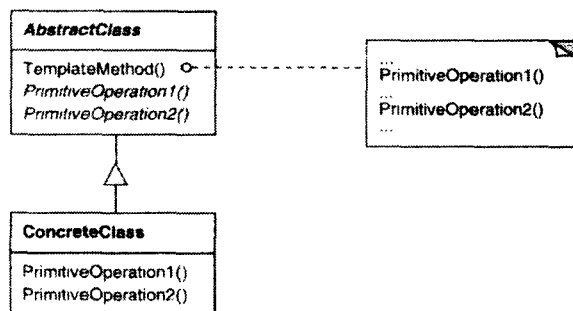 AbstractClass
TemplateMethod()
PrimitiveOperation1()
PrimitiveOperation2()
...
PrimitiveOperation1()
...
PrimitiveOperation2()
...
ConcreteClass
PrimitiveOperation1()
PrimitiveOperation2()